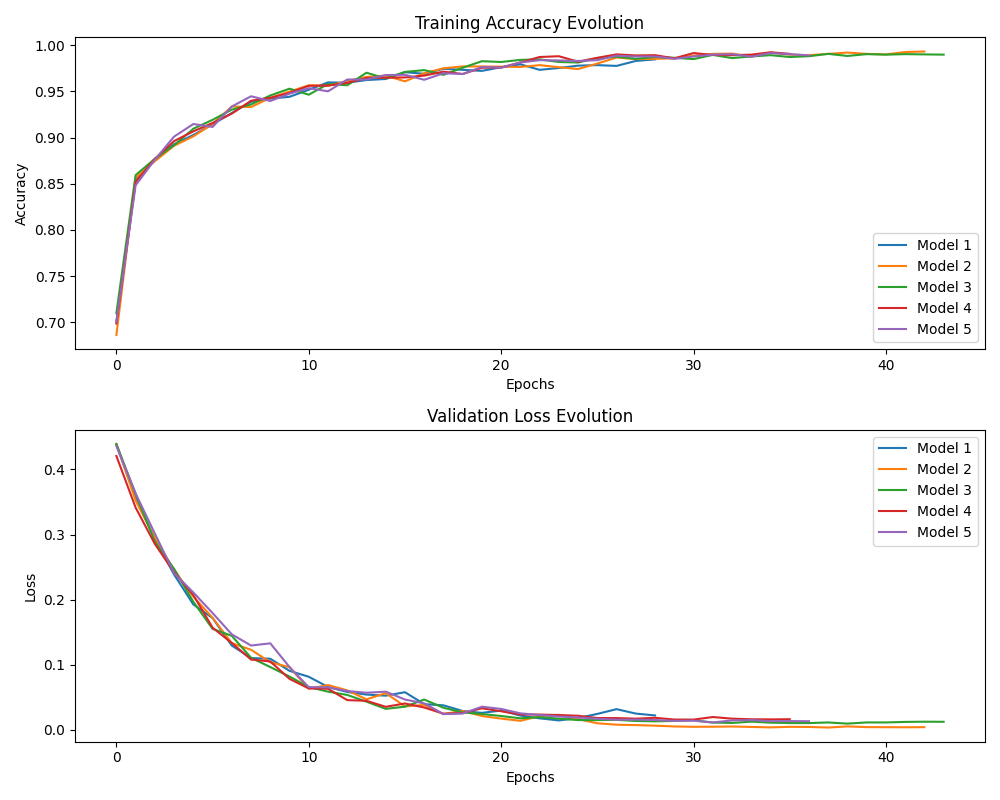 Training Accuracy Evolution
1.00
0.95
0.90
0.85
0.80
0.75
0.70
Accuracy
Model 1
Model 2
Model 3
Model 4
Model 5
0 10 20 30 40
Epochs
Validation Loss Evolution
0.4
0.3
0.2
0.1
0.0
Loss
Model 1
Model 2
Model 3
Model 4
Model 5
0 10 20 30 40
Epochs